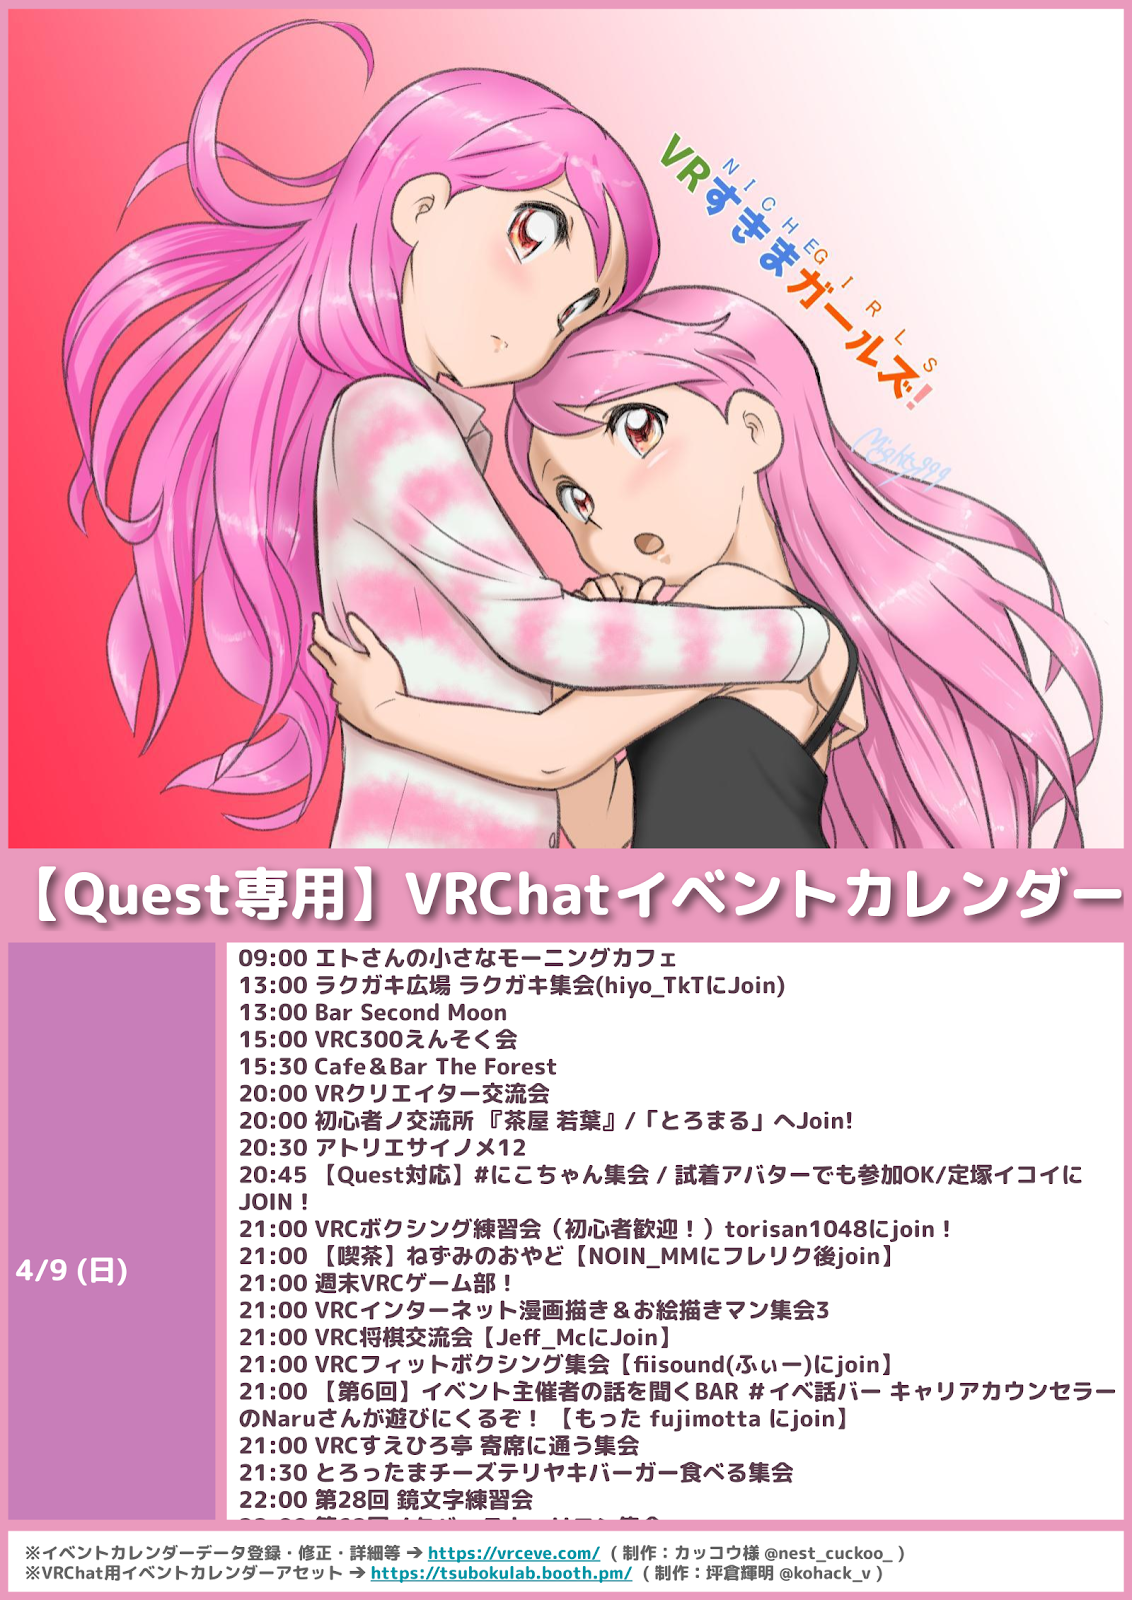 NICHE GIRLS
VRすきまガールズ!
Mighty999
【Quest専用】VRChatイベントカレンダー
4/9 (日)
09:00 エトさんの小さなモーニングカフェ
13:00 ラクガキ広場 ラクガキ集会(hiyo_TkTにJoin)
13:00 Bar Second Moon
15:00 VRC300えんそく会
15:30 Cafe＆Bar The Forest
20:00 VRクリエイター交流会
20:00 初心者ノ交流所 『茶屋 若葉』/「とろまる」へJoin!
20:30 アトリエサイノメ12
20:45 【Quest対応】#にこちゃん集会 / 試着アバターでも参加OK/定塚イコイに
JOIN！
21:00 VRCボクシング練習会（初心者歓迎！）torisan1048にjoin！
21:00 【喫茶】ねずみのおやど【NOIN_MMにフレリク後join】
21:00 週末VRCゲーム部！
21:00 VRCインターネット漫画描き＆お絵描きマン集会3
21:00 VRC将棋交流会【Jeff_McにJoin】
21:00 VRCフィットボクシング集会【fiisound(ふぃー)にjoin】
21:00 【第6回】イベント主催者の話を聞くBAR ＃イベ話バー キャリアカウンセラー
のNaruさんが遊びにくるぞ！ 【もった fujimotta にjoin】
21:00 VRCすえひろ亭 寄席に通う集会
21:30 とろったまチーズテリヤキバーガー食べる集会
22:00 第28回 鏡文字練習会
※イベントカレンダーデータ登録・修正・詳細等 ➔ https://vrceve.com/ ( 制作：カッコウ様 @nest_cuckoo_ )
※VRChat用イベントカレンダーアセット ➔ https://tsubokulab.booth.pm/ ( 制作：坪倉輝明 @kohack_v )